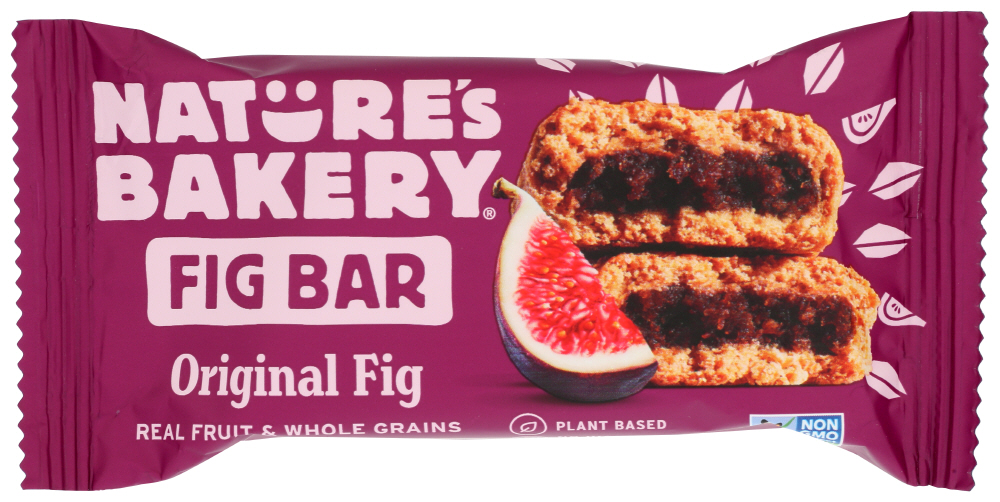 NATURE'S
BAKERY®
FIG BAR
Original Fig
REAL FRUIT & WHOLE GRAINS
PLANT BASED
NON
GMO